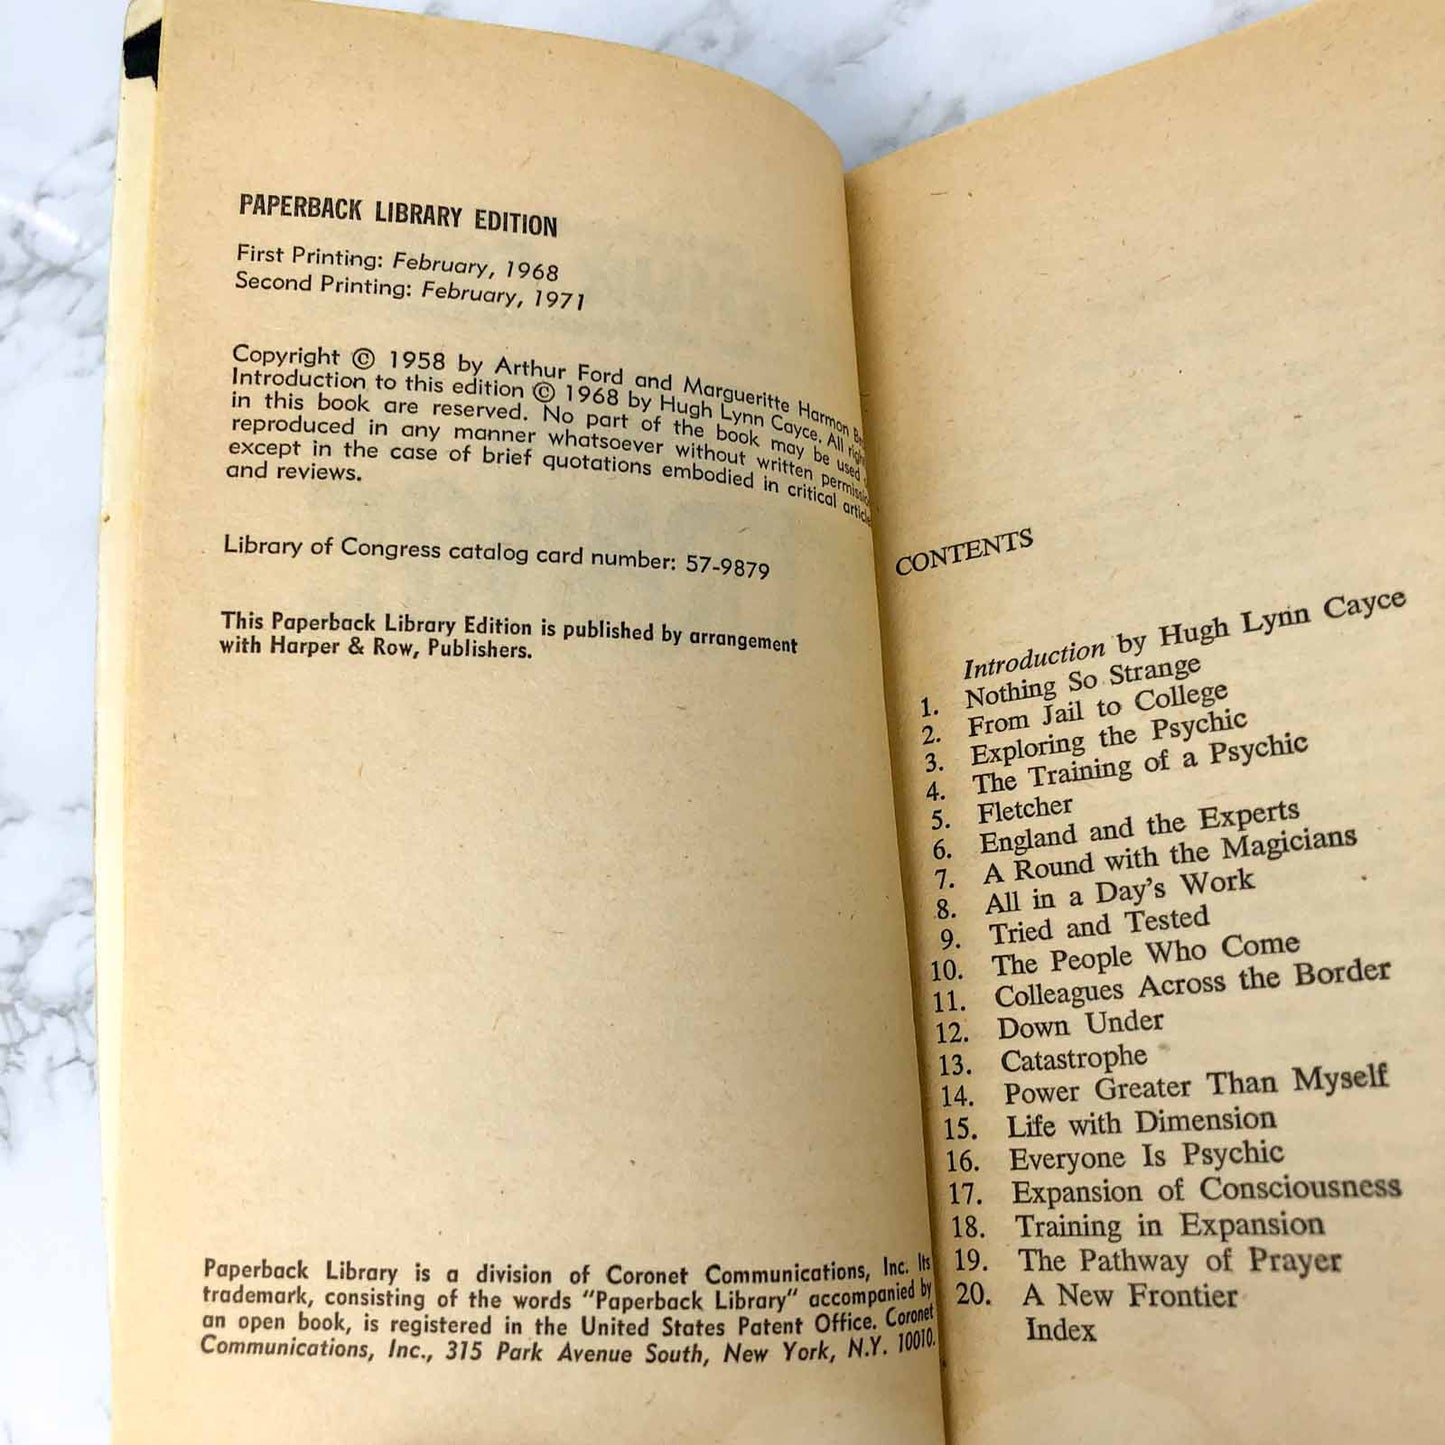 PAPERBACK LIBRARY EDITION
First Printing: February, 1968
Second Printing: February, 1971
Copyright © 1958 by Arthur Ford and Margueritte Harmon
Introduction to this edition © 1968 by Hugh Lynn Cayce. All
in this book are reserved. No part of the book may be used
reproduced in any manner whatsoever without written
except in the case of brief quotations embodied in critical
and reviews.
Library of Congress catalog card number: 57-9879
This Paperback Library Edition is published by arrangement
with Harper & Row, Publishers.
Paperback Library is a division of Coronet Communications, Inc. Its
trademark, consisting of the words "Paperback Library" accompanied by
an open book, is registered in the United States Patent Office. Coronet
Communications, Inc., 315 Park Avenue South, New York, N.Y. 10010.
CONTENTS
Introduction by Hugh Lynn Cayce
1. Nothing So Strange
2. From Jail to College
3. Exploring the Psychic
4. The Training of a Psychic
5. Fletcher
6. England and the Experts
7. A Round with the Magicians
8. All in a Day's Work
9. Tried and Tested
10. The People Who Come
11. Colleagues Across the Border
12. Down Under
13. Catastrophe
14. Power Greater Than Myself
15. Life with Dimension
16. Everyone Is Psychic
17. Expansion of Consciousness
18. Training in Expansion
19. The Pathway of Prayer
20. A New Frontier
Index